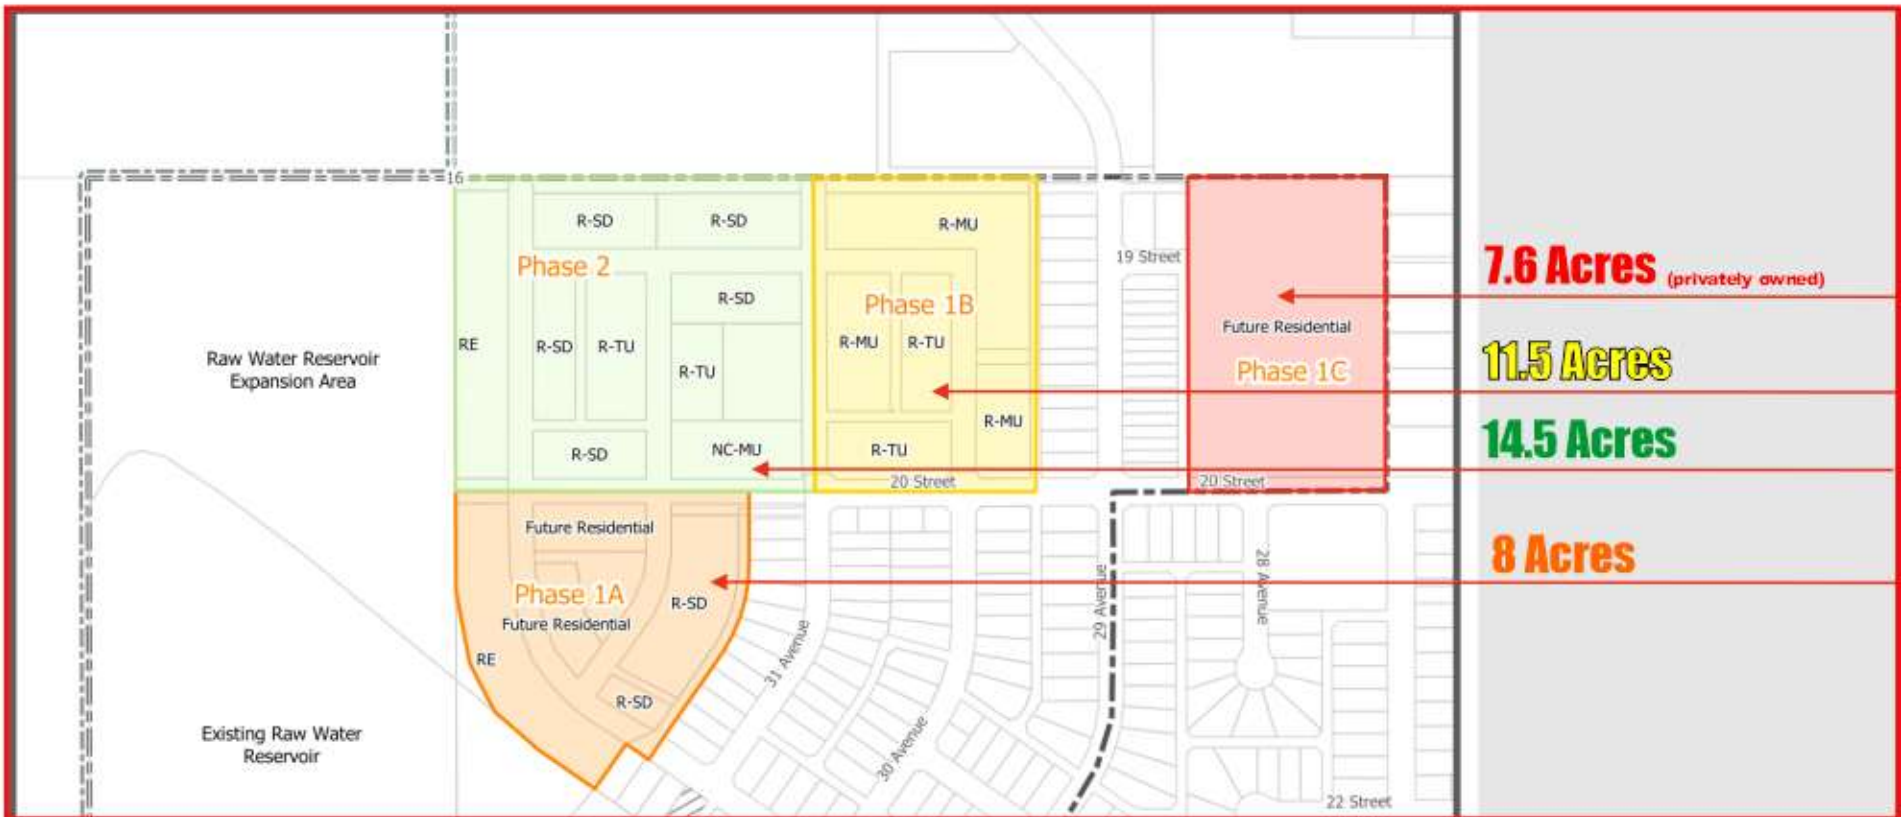 16
R-SD
R-SD
R-MU
Phase 2
19 Street
7.6 Acres (privately owned)
R-SD
Phase 1B
Future Residential
RE
R-SD
R-TU
R-MU
R-TU
Raw Water Reservoir
Expansion Area
R-TU
Phase 1C
11.5 Acres
R-MU
R-SD
NC-MU
R-TU
14.5 Acres
20 Street
20 Street
Future Residential
8 Acres
Phase 1A
R-SD
Future Residential
28 Avenue
29 Avenue
RE
31 Avenue
R-SD
Existing Raw Water
Reservoir
30 Avenue
22 Street